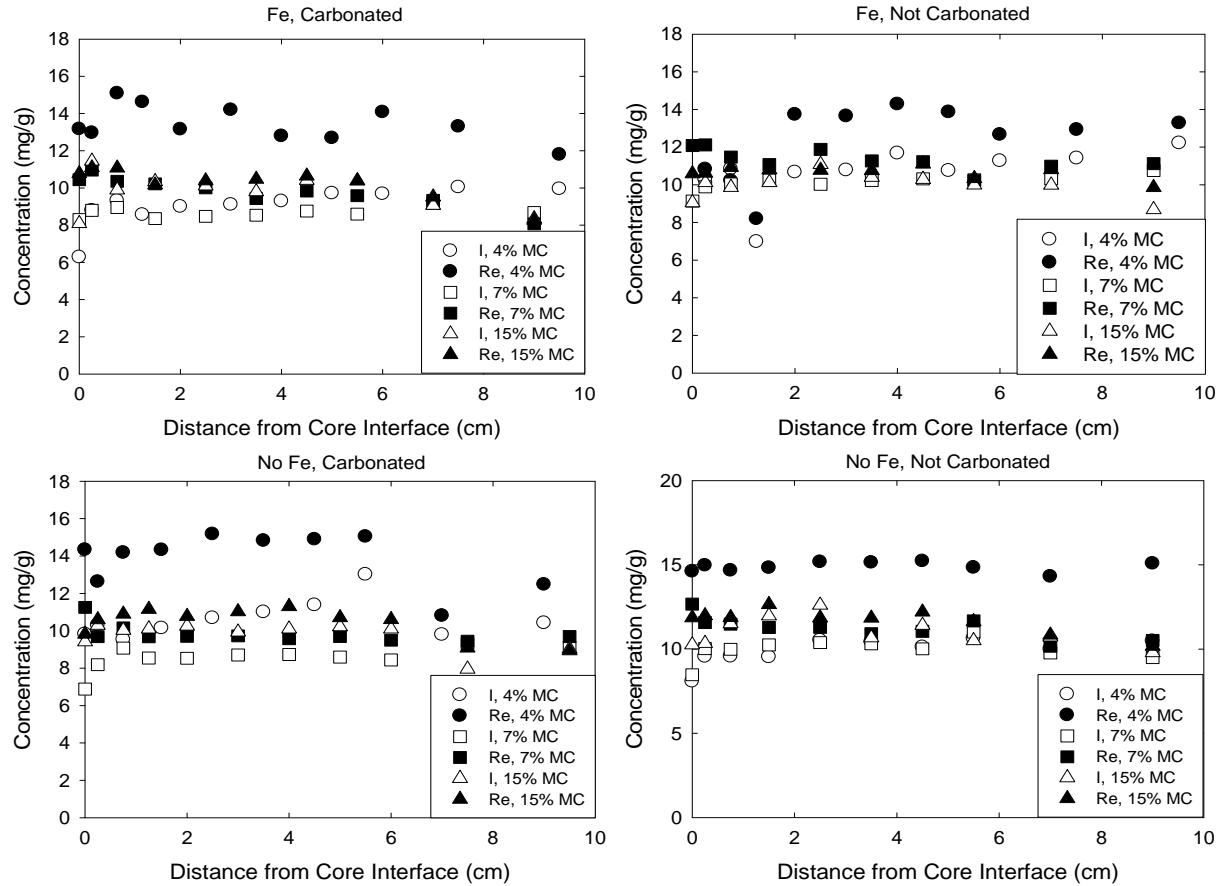 Fe, Carbonated
Concentration (mg/g)
18
16
14
12
10
8
6
4
2
0
0 2 4 6 8 10
Distance from Core Interface (cm)
I, 4% MC
Re, 4% MC
I, 7% MC
Re, 7% MC
I, 15% MC
Re, 15% MC
Fe, Not Carbonated
Concentration (mg/g)
18
16
14
12
10
8
6
4
2
0
0 2 4 6 8 10
Distance from Core Interface (cm)
I, 4% MC
Re, 4% MC
I, 7% MC
Re, 7% MC
I, 15% MC
Re, 15% MC
No Fe, Carbonated
Concentration (mg/g)
18
16
14
12
10
8
6
4
2
0
0 2 4 6 8 10
Distance from Core Interface (cm)
I, 4% MC
Re, 4% MC
I, 7% MC
Re, 7% MC
I, 15% MC
Re, 15% MC
No Fe, Not Carbonated
Concentration (mg/g)
20
15
10
5
0
0 2 4 6 8 10
Distance from Core Interface (cm)
I, 4% MC
Re, 4% MC
I, 7% MC
Re, 7% MC
I, 15% MC
Re, 15% MC